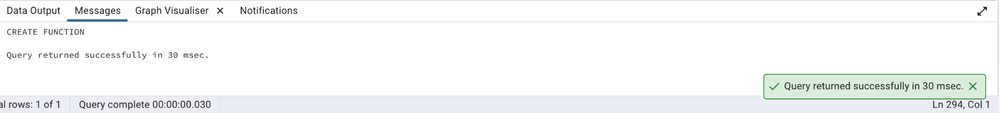 Data Output Messages Graph Visualiser Notifications
CREATE FUNCTION
Query returned successfully in 30 msec.
Query returned successfully in 30 msec.
rows: 1 of 1 Query complete 00:00:00.030 Ln 294, Col 1